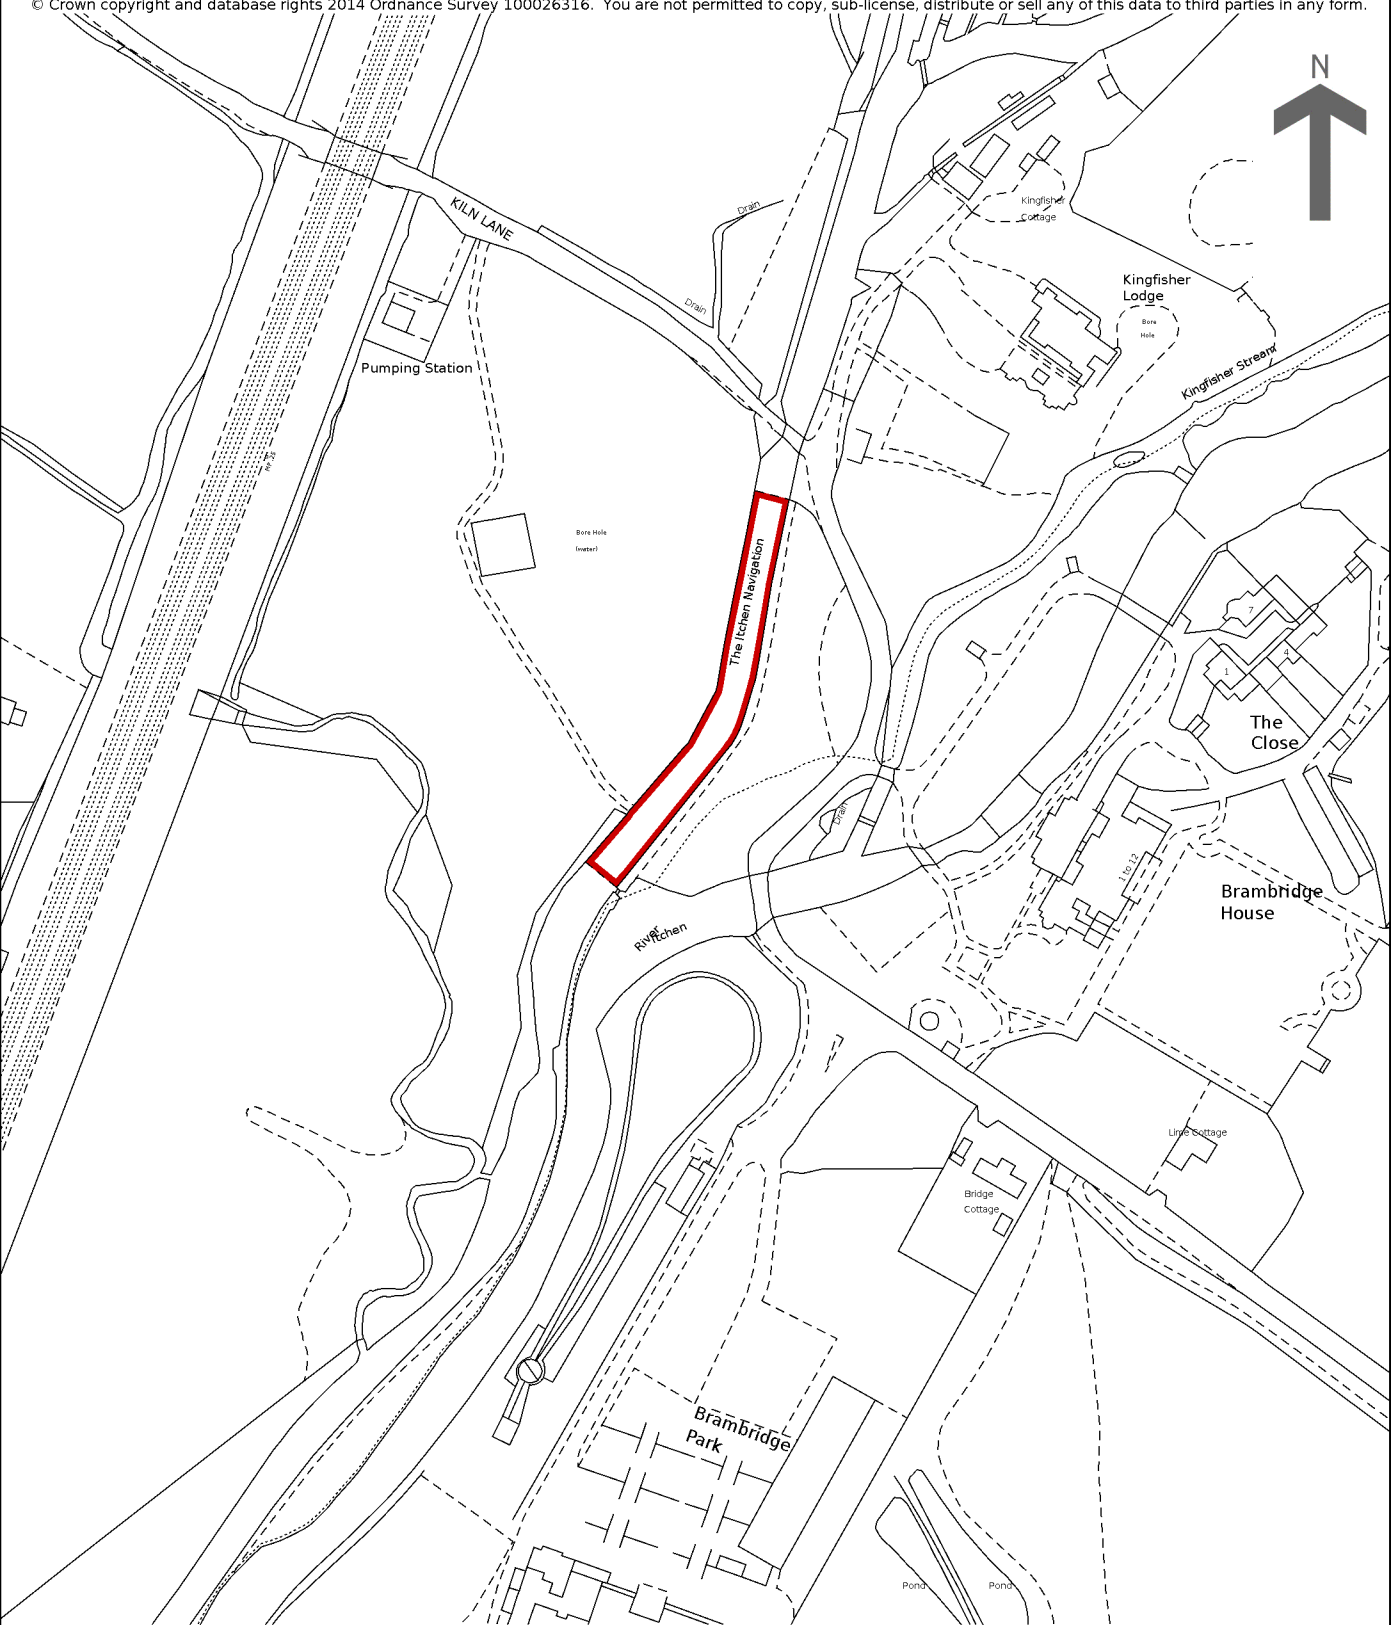 © Crown copyright and database rights 2014 Ordnance Survey 100026316.  You are not permitted to copy, sub-license, distribute or sell any of this data to third parties in any form.
N
KILN LANE
Drain
Kingfisher
Cottage
Kingfisher
Lodge
Drain
Bore
Hole
Pumping Station
Kingfisher Stream
MP .25
Bore Hole
(water)
The Itchen Navigation
7
4
1
The
Close
Drain
1 to 12
Brambridge
House
River
Itchen
Lime Cottage
Bridge
Cottage
Brambridge
Park
Pond
Pond